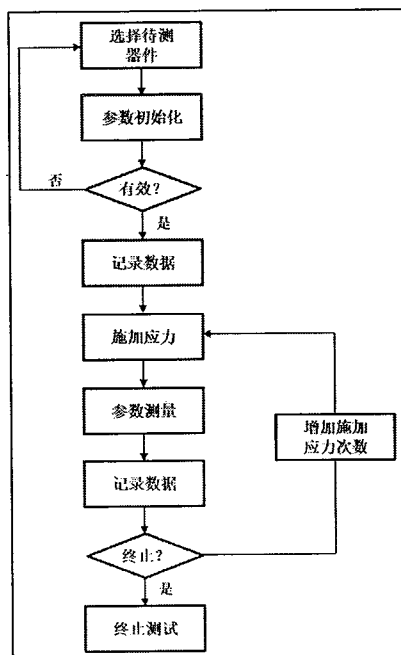 选择待测
器件
参数初始化
否
有效?
是
记录数据
施加应力
参数测量
增加施加
应力次数
记录数据
终止?
是
终止测试